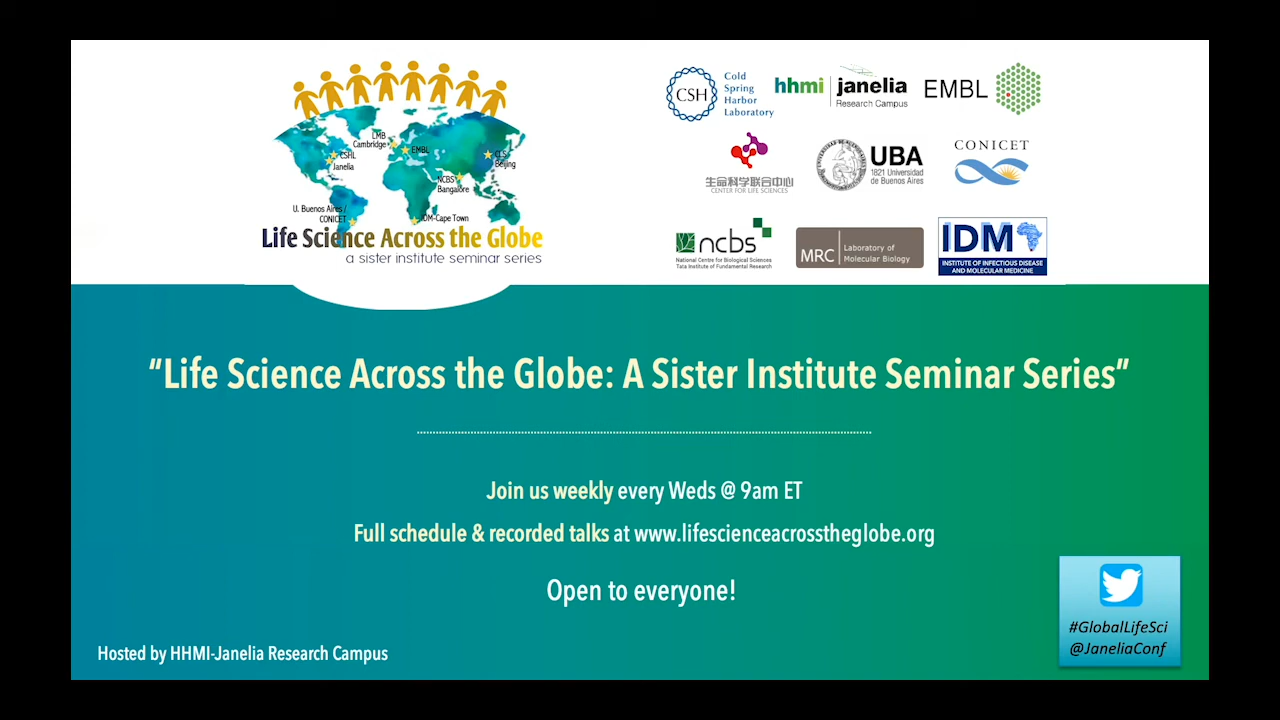 LMB
Cambridge
EMBL
CSHL
Janelia
CLS
Beijing
NCBS
Bangalore
U. Buenos Aires /
CONICET
IDM-Cape Town
Life Science Across the Globe
a sister institute seminar series
CSH
Cold
Spring
Harbor
Laboratory
hhmi
janelia
Research Campus
EMBL
生命科学联合中心
CENTER FOR LIFE SCIENCES
UBA
1821 Universidad
de Buenos Aires
CONICET
ncbs
National Centre for Biological Sciences
Tata Institute of Fundamental Research
MRC
Laboratory of
Molecular Biology
IDM
INSTITUTE OF INFECTIOUS DISEASE
AND MOLECULAR MEDICINE
“Life Science Across the Globe: A Sister Institute Seminar Series”
Join us weekly every Weds @ 9am ET
Full schedule & recorded talks at www.lifescienceacrosstheglobe.org
Open to everyone!
#GlobalLifeSci
@JaneliaConf
Hosted by HHMI-Janelia Research Campus